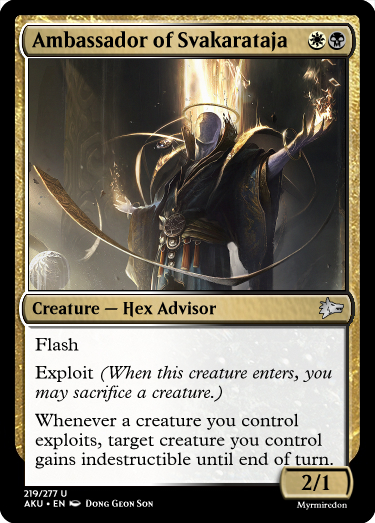 Ambassador of Svakarataja
Creature — Hex Advisor
Flash
Exploit (When this creature enters, you
may sacrifice a creature.)
Whenever a creature you control
exploits, target creature you control
gains indestructible until end of turn.
2/1
219/277 U
AKU • EN Dong Geon Son
Myrmiredon